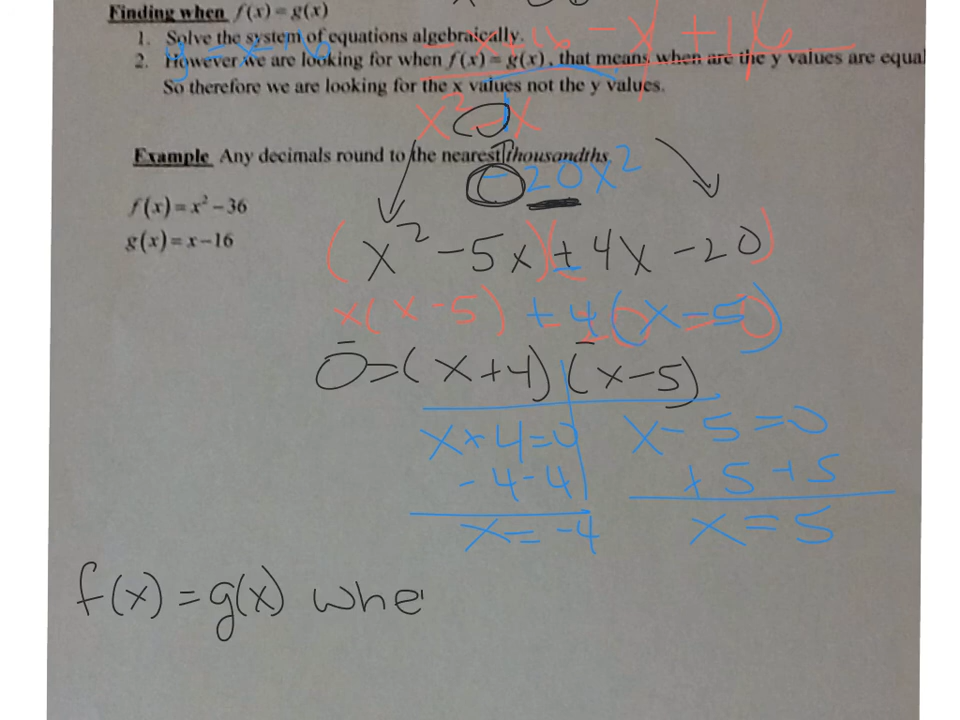 Finding when f(x) = g(x)
1. Solve the system of equations algebraically.
-x+16 -x+16
2. However we are looking for when f(x) = g(x), that means when are the y values are equal
So therefore we are looking for the x values not the y values.
x² - x
Example Any decimals round to the nearest thousandths.
-20x²
f(x) = x² - 36
g(x) = x - 16
(x² - 5x)(+4x - 20)
x(x - 5) + 4(x - 5)
0 = (x + 4)(x - 5)
x + 4 = 0 x - 5 = 0
-4 -4 +5 +5
x = -4 x = 5
f(x) = g(x) whe